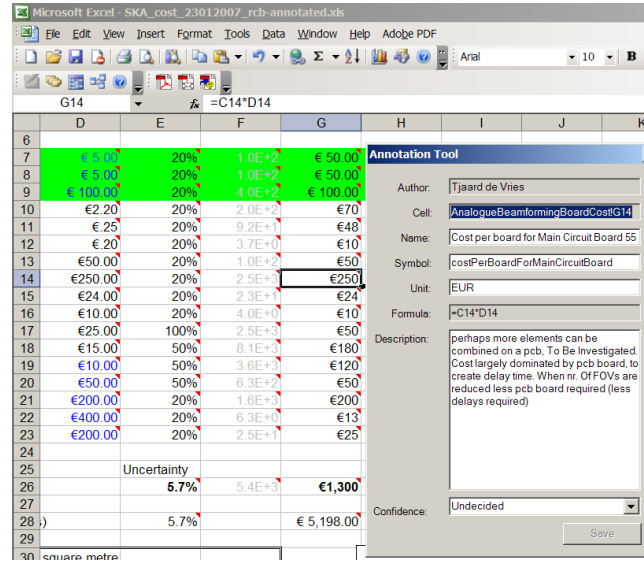 Microsoft Excel - SKA_cost_23012007_rcb-annotated.xls
File Edit View Insert Format Tools Data Window Help Adobe PDF
Arial 10 B
G14 fx =C14*D14
D E F G H I J K
6
7 € 5.00 20% 1.0E+2 € 50.00
8 € 5.00 20% 1.0E+2 € 50.00
9 € 100.00 20% 4.0E+2 € 100.00
10 €2.20 20% 2.0E+2 €70
11 €.25 20% 9.2E+1 €48
12 €.20 20% 3.7E+0 €10
13 €50.00 20% 1.0E+2 €50
14 €250.00 20% 2.5E+3 €250
15 €24.00 20% 2.3E+1 €24
16 €10.00 20% 4.0E+0 €10
17 €25.00 100% 2.5E+3 €50
18 €15.00 50% 8.1E+3 €180
19 €10.00 50% 3.6E+3 €120
20 €50.00 50% 6.3E+2 €50
21 €200.00 20% 1.6E+3 €200
22 €400.00 20% 6.3E+0 €13
23 €200.00 20% 2.5E+1 €25
24
25 Uncertainty
26 5.7% 5.4E+3 €1,300
27
28 ;) 5.7% € 5,198.00
29
30 square metre
Annotation Tool
Author: Tjaard de Vries
Cell: AnalogueBeamformingBoardCost!G14
Name: Cost per board for Main Circuit Board 55
Symbol: costPerBoardForMainCircuitBoard
Unit: EUR
Formula: =C14*D14
Description: perhaps more elements can be
combined on a pcb, To Be Investigated.
Cost largely dominated by pcb board, to
create delay time. When nr. Of FOVs are
reduced less pcb board required (less
delays required)
Confidence: Undecided
Save